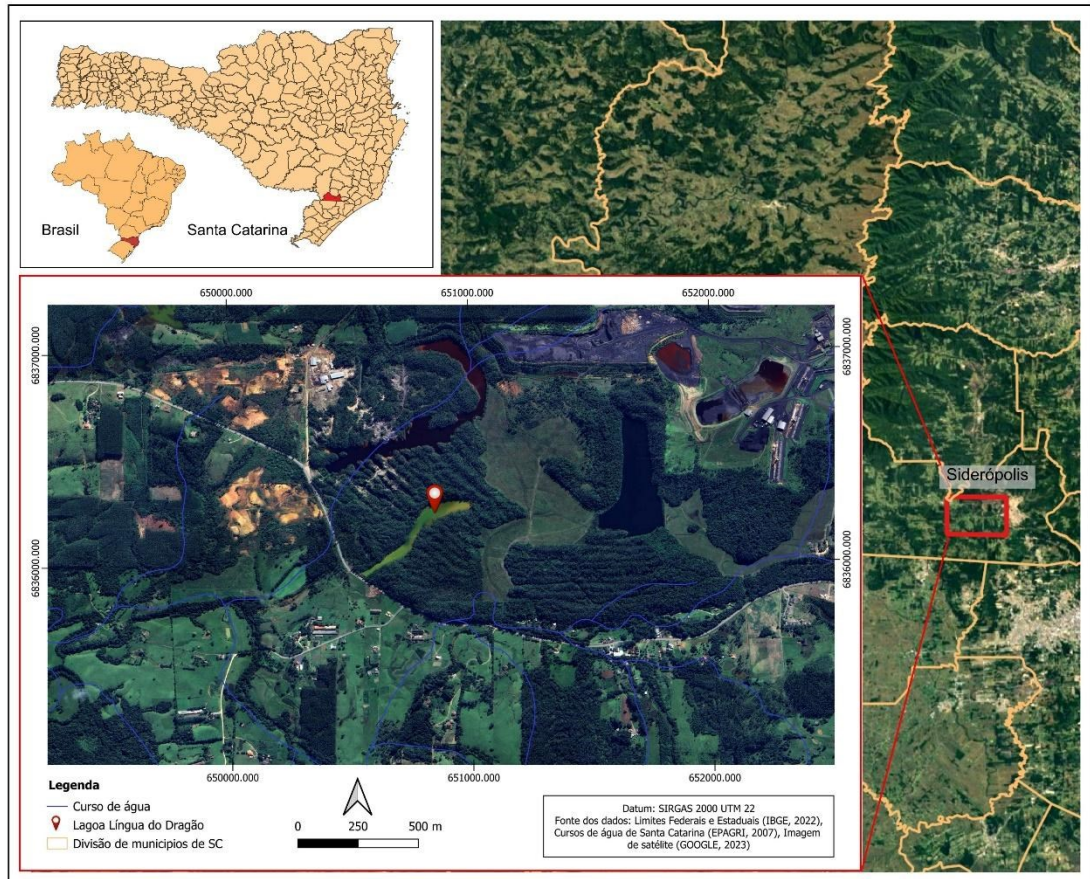 Brasil
Santa Catarina
Siderópolis
650000.000
651000.000
652000.000
6837000.000
6837000.000
6836000.000
6836000.000
650000.000
651000.000
652000.000
Legenda
Curso de água
Lagoa Língua do Dragão
Divisão de municipios de SC
0
250
500 m
Datum: SIRGAS 2000 UTM 22
Fonte dos dados: Limites Federais e Estaduais (IBGE, 2022),
Cursos de água de Santa Catarina (EPAGRI, 2007), Imagem
de satélite (GOOGLE, 2023)